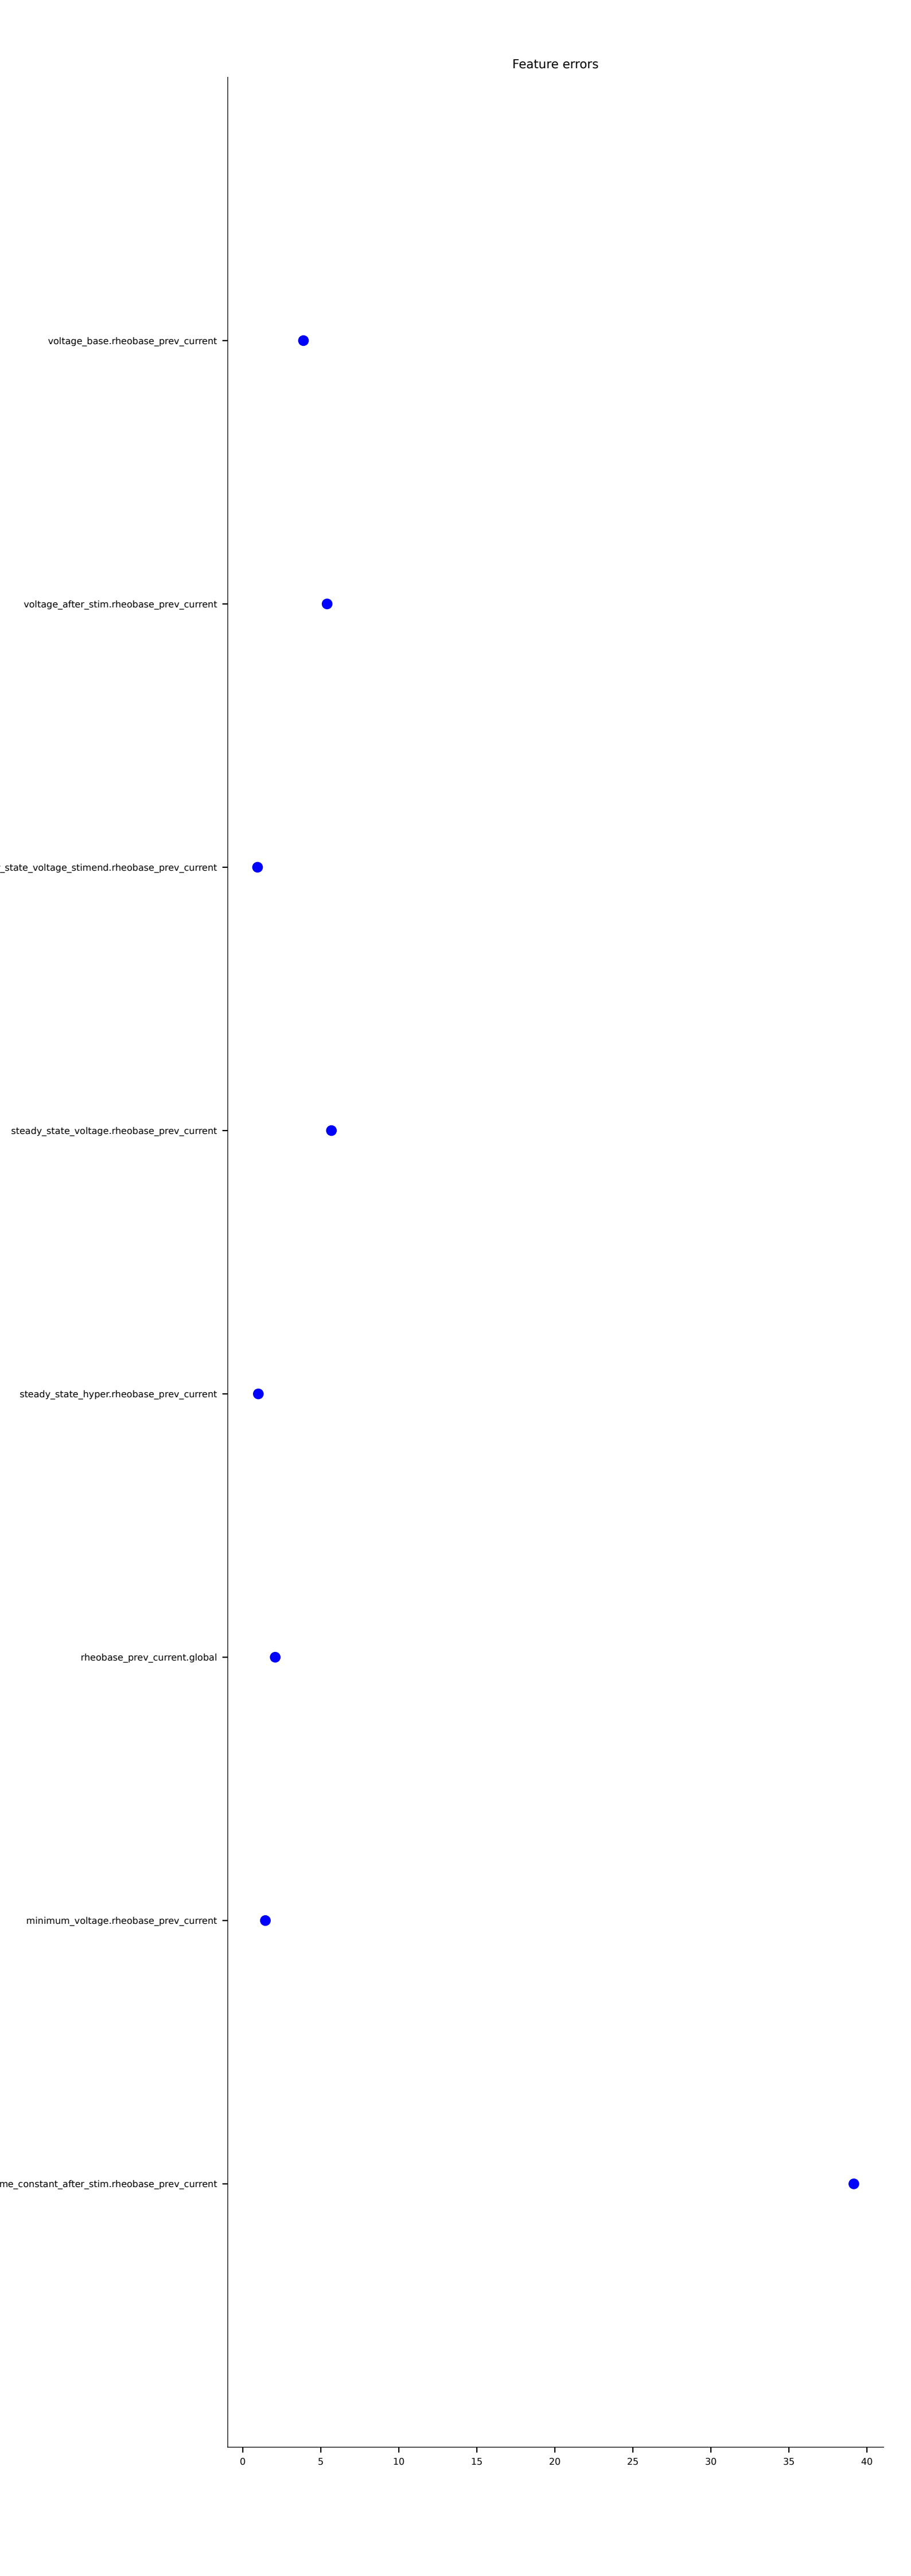 Feature errors
voltage_base.rheobase_prev_current
voltage_after_stim.rheobase_prev_current
_state_voltage_stimend.rheobase_prev_current
steady_state_voltage.rheobase_prev_current
steady_state_hyper.rheobase_prev_current
rheobase_prev_current.global
minimum_voltage.rheobase_prev_current
me_constant_after_stim.rheobase_prev_current
0 5 10 15 20 25 30 35 40